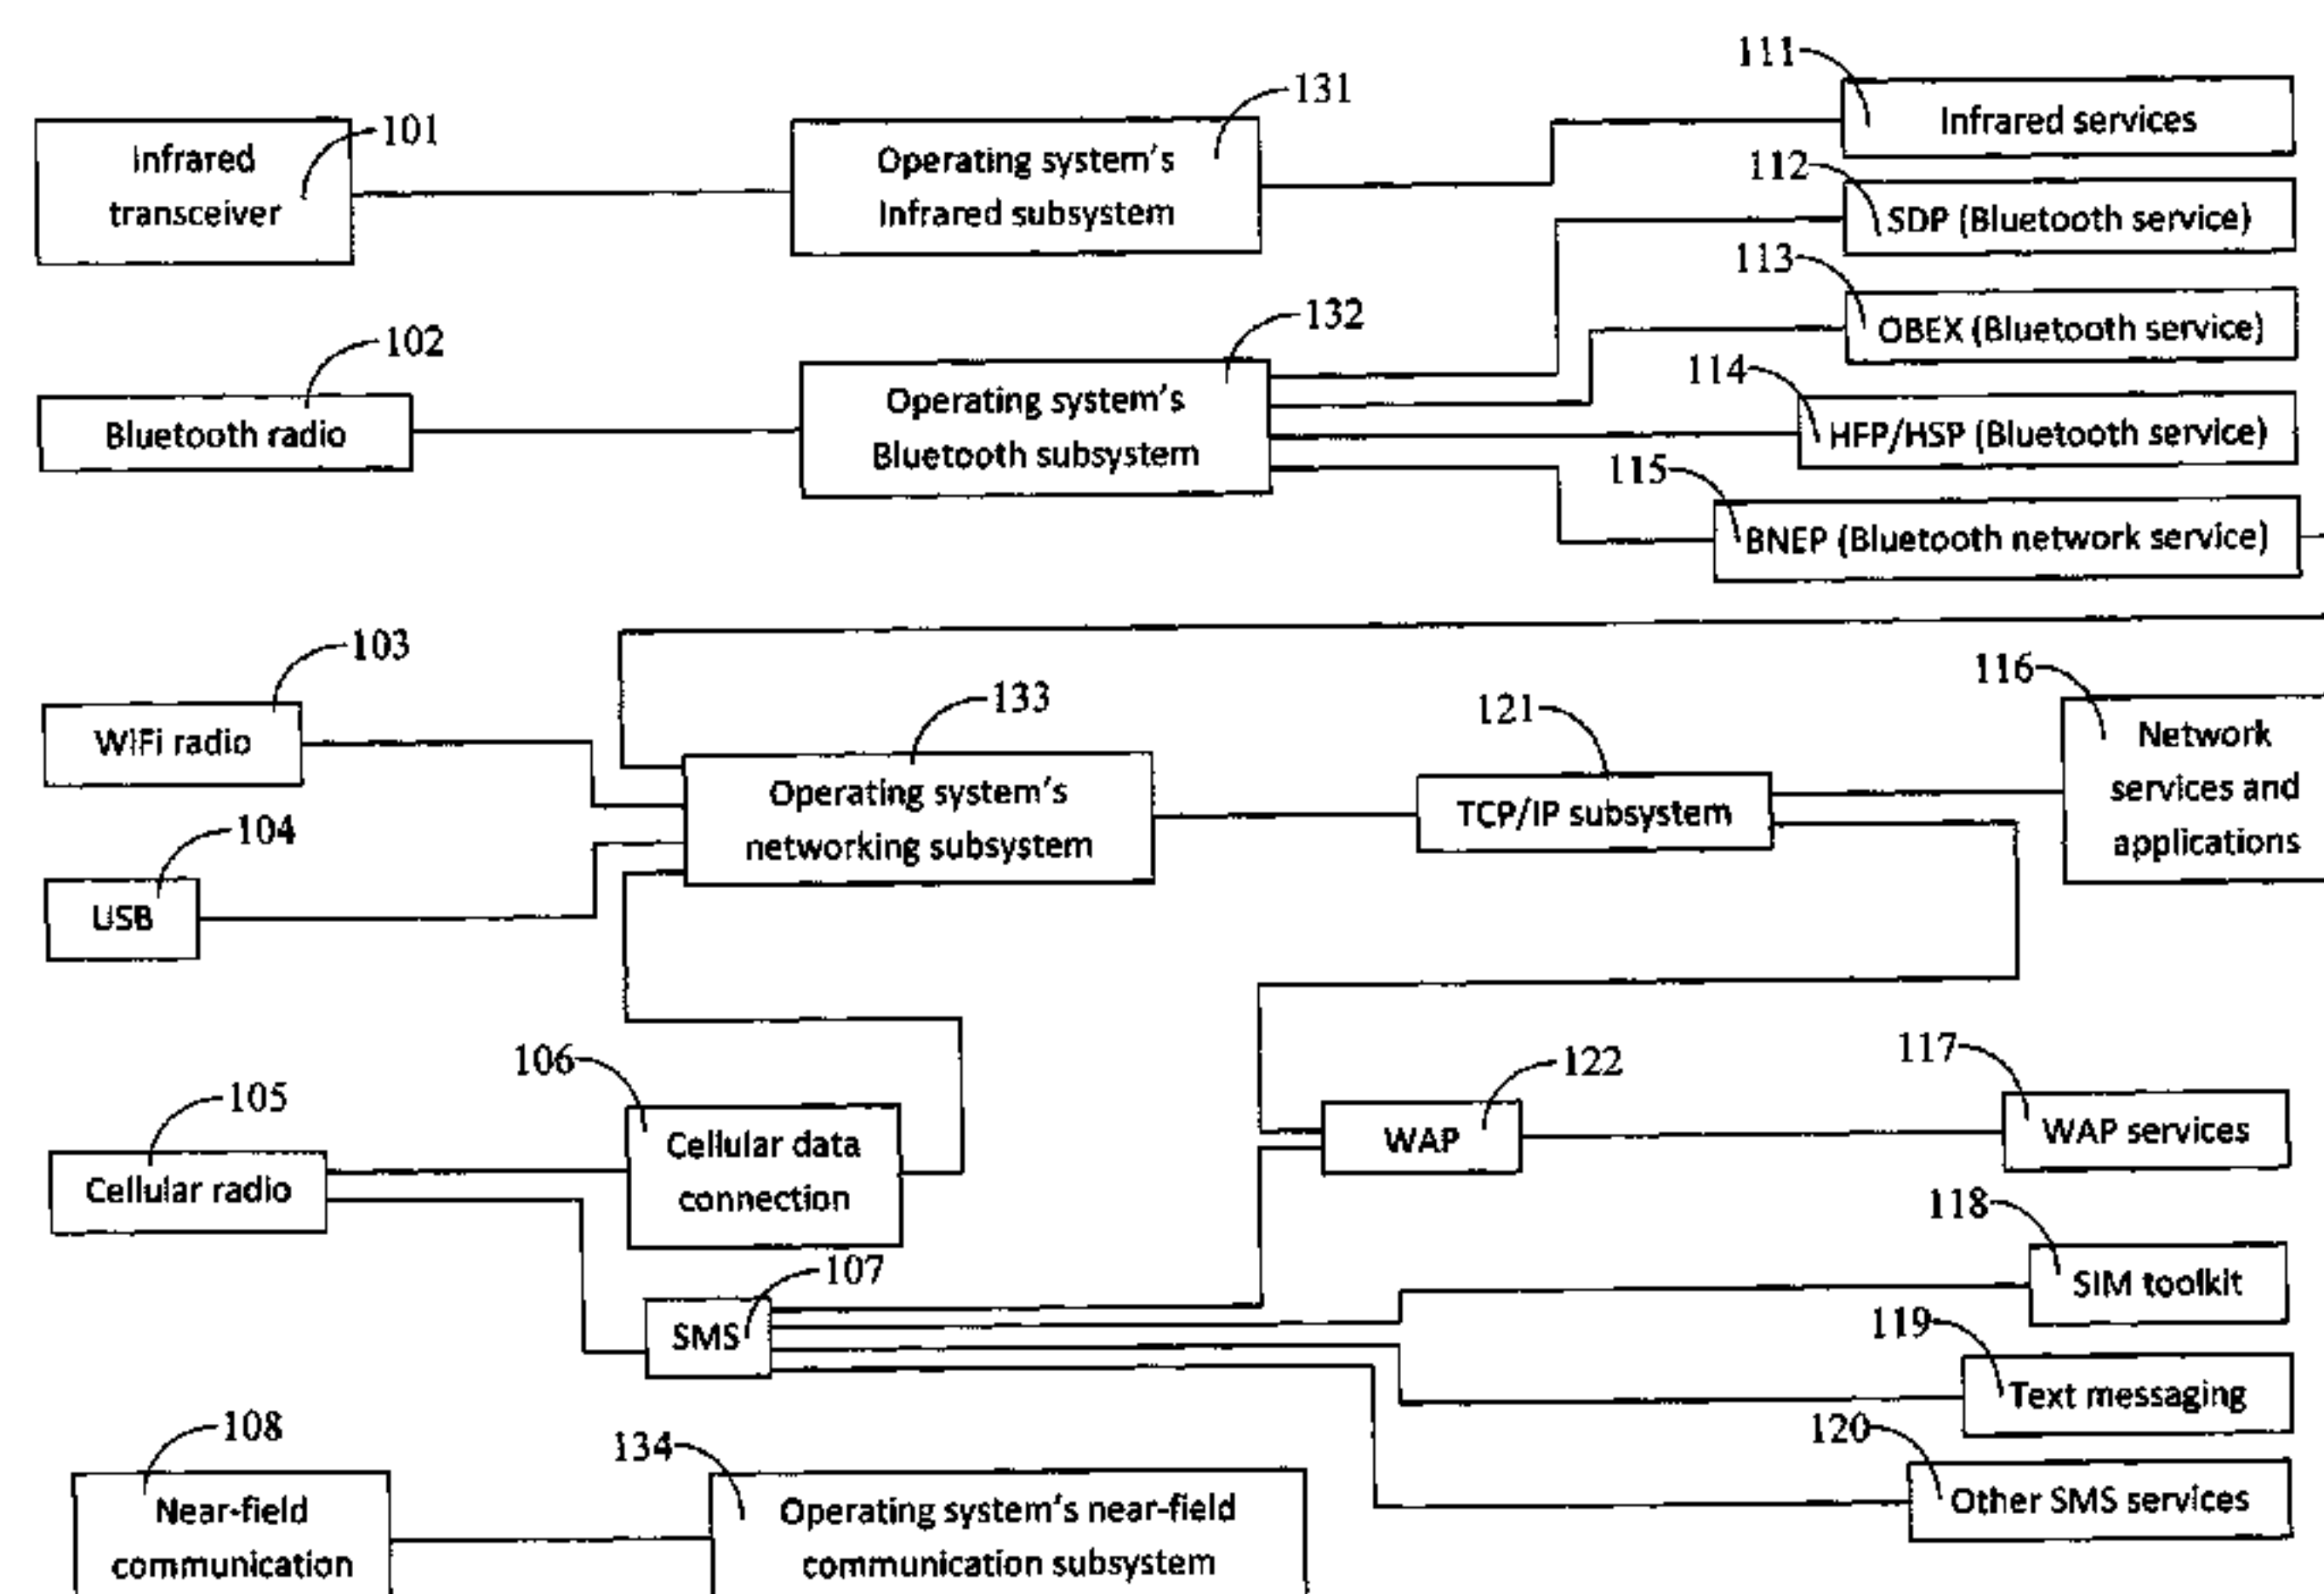 111
131
Infrared services
101
Infrared
transceiver
Operating system's
Infrared subsystem
112
SDP (Bluetooth service)
113
132
OBEX (Bluetooth service)
102
114
Operating system's
Bluetooth subsystem
Bluetooth radio
HFP/HSP (Bluetooth service)
115
BNEP (Bluetooth network service)
103
116
133
121
WiFi radio
Network
services and
applications
Operating system's
networking subsystem
TCP/IP subsystem
104
USB
106
122
117
105
Cellular data
connection
WAP
WAP services
Cellular radio
118
107
SIM toolkit
SMS
119
Text messaging
108
134
120
Near-field
communication
Operating system's near-field
communication subsystem
Other SMS services